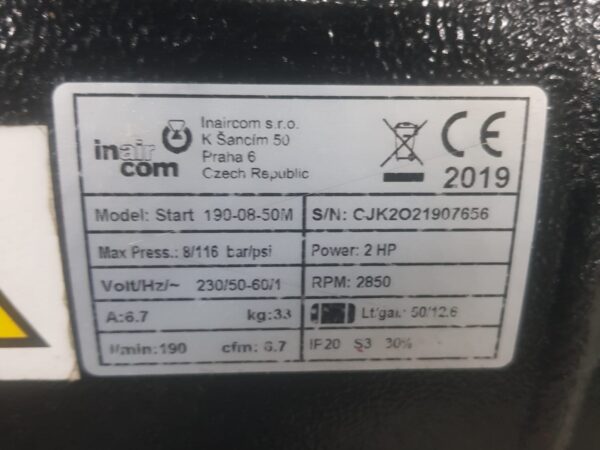 inair
com
Inaircom s.r.o.
K Šancím 50
Praha 6
Czech Republic
CE
2019
Model: Start 190-08-50M
S/N: CJK2O21907656
Max Press.: 8/116 bar/psi
Power: 2 HP
Volt/Hz/~ 230/50-60/1
RPM: 2850
A:6.7 kg:33
Lt/gal.: 50/12.6
l/min:190 cfm: 6.7
IP20 S3 30%